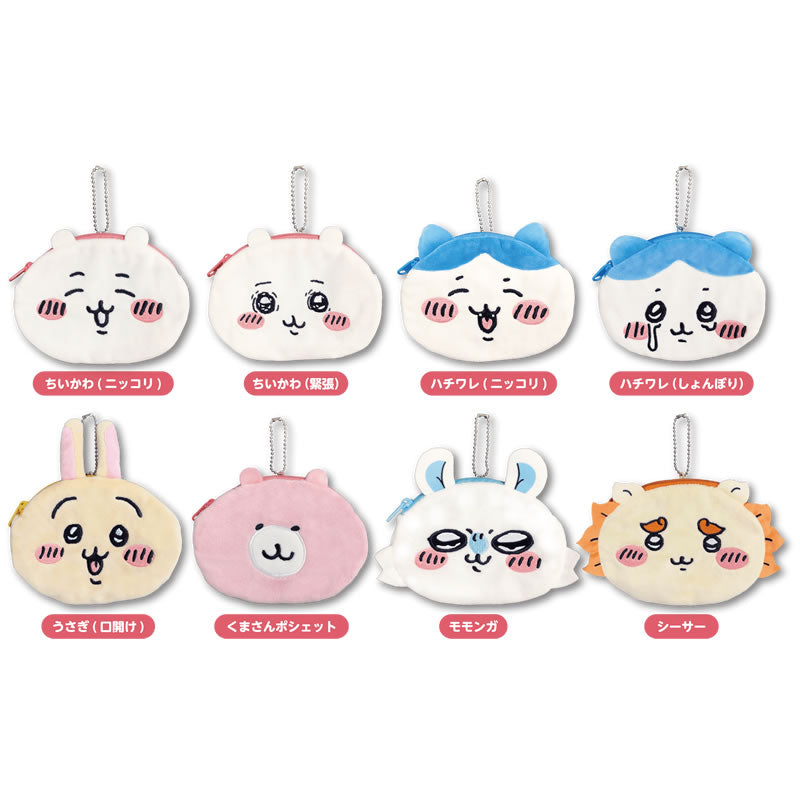 ちいかわ(ニッコリ)
ちいかわ(緊張)
ハチワレ(ニッコリ)
ハチワレ(しょんぼり)
うさぎ(口開け)
くまさんポシェット
モモンガ
シーサー